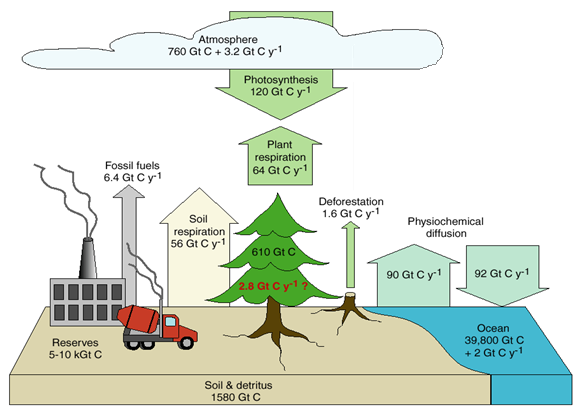 Atmosphere
760 Gt C + 3.2 Gt C y-1
Photosynthesis
120 Gt C y-1
Plant
respiration
64 Gt C y-1
Fossil fuels
6.4 Gt C y-1
Soil
respiration
56 Gt C y-1
Deforestation
1.6 Gt C y-1
Physiochemical
diffusion
610 Gt C
2.8 Gt C y-1 ?
90 Gt C y-1
92 Gt C y-1
Reserves
5-10 kGt C
Ocean
39,800 Gt C
+ 2 Gt C y-1
Soil & detritus
1580 Gt C